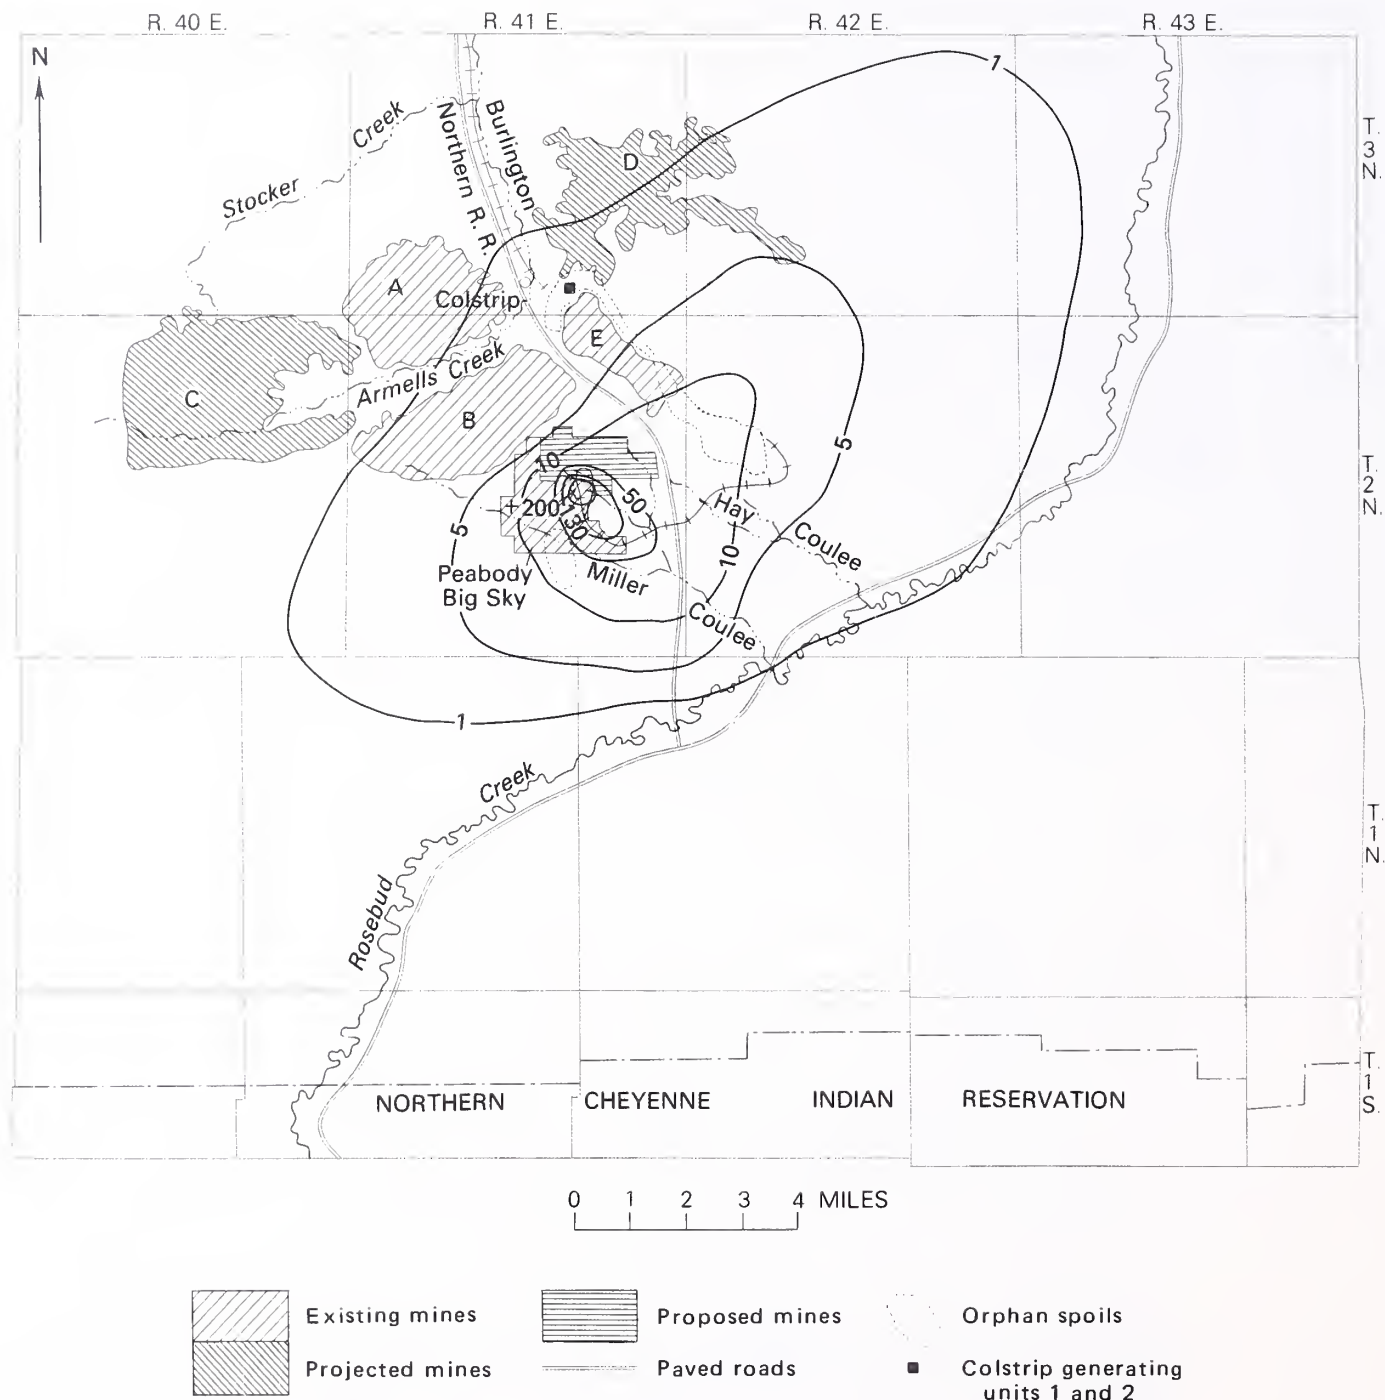 R. 40 E. R. 41 E. R. 42 E. R. 43 E.
N
1
T. 3 N.
Stocker Creek
Burlington
Northern R. R.
D
A
Colstrip
E
Armells Creek
C
B
5
T. 2 N.
10
50
+200
130
5
Hay Coulee
10
Peabody
Big Sky
Miller Coulee
1
Rosebud Creek
T. 1 N.
NORTHERN CHEYENNE INDIAN RESERVATION
T. 1 S.
0 1 2 3 4 MILES
Existing mines
Proposed mines
Orphan spoils
Projected mines
Paved roads
Colstrip generating
units 1 and 2